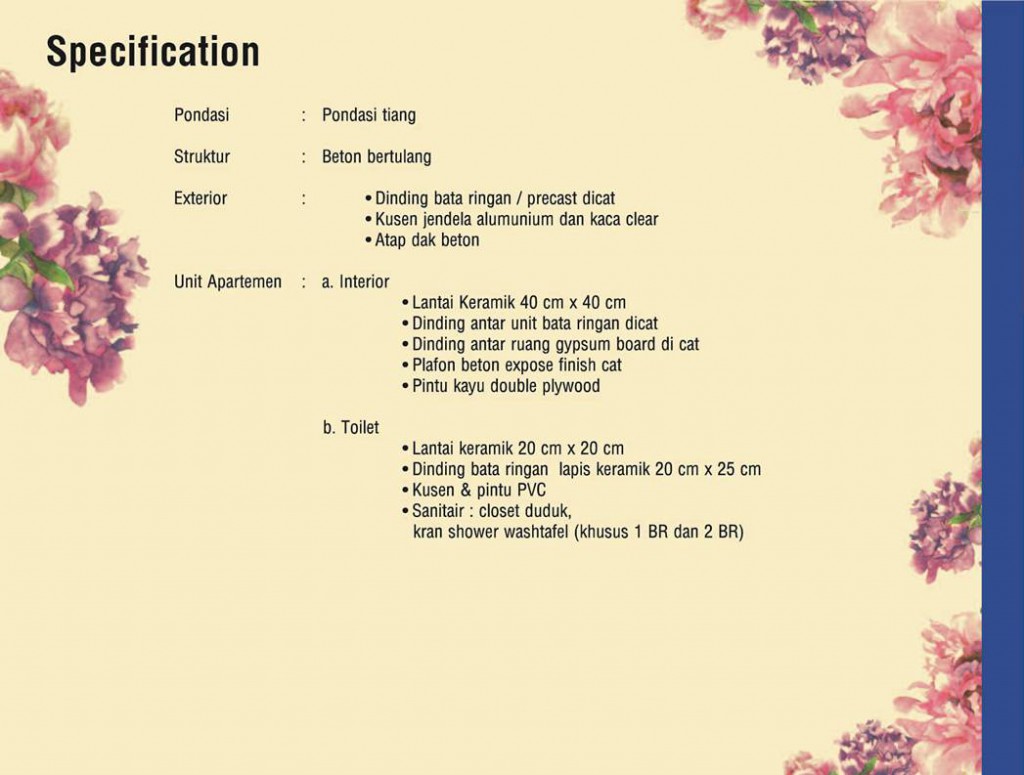 Specification
Pondasi : Pondasi tiang
Struktur : Beton bertulang
Exterior : • Dinding bata ringan / precast dicat
• Kusen jendela alumunium dan kaca clear
• Atap dak beton
Unit Apartemen : a. Interior
• Lantai Keramik 40 cm x 40 cm
• Dinding antar unit bata ringan dicat
• Dinding antar ruang gypsum board di cat
• Plafon beton expose finish cat
• Pintu kayu double plywood
b. Toilet
• Lantai keramik 20 cm x 20 cm
• Dinding bata ringan lapis keramik 20 cm x 25 cm
• Kusen & pintu PVC
• Sanitair : closet duduk,
kran shower washtafel (khusus 1 BR dan 2 BR)